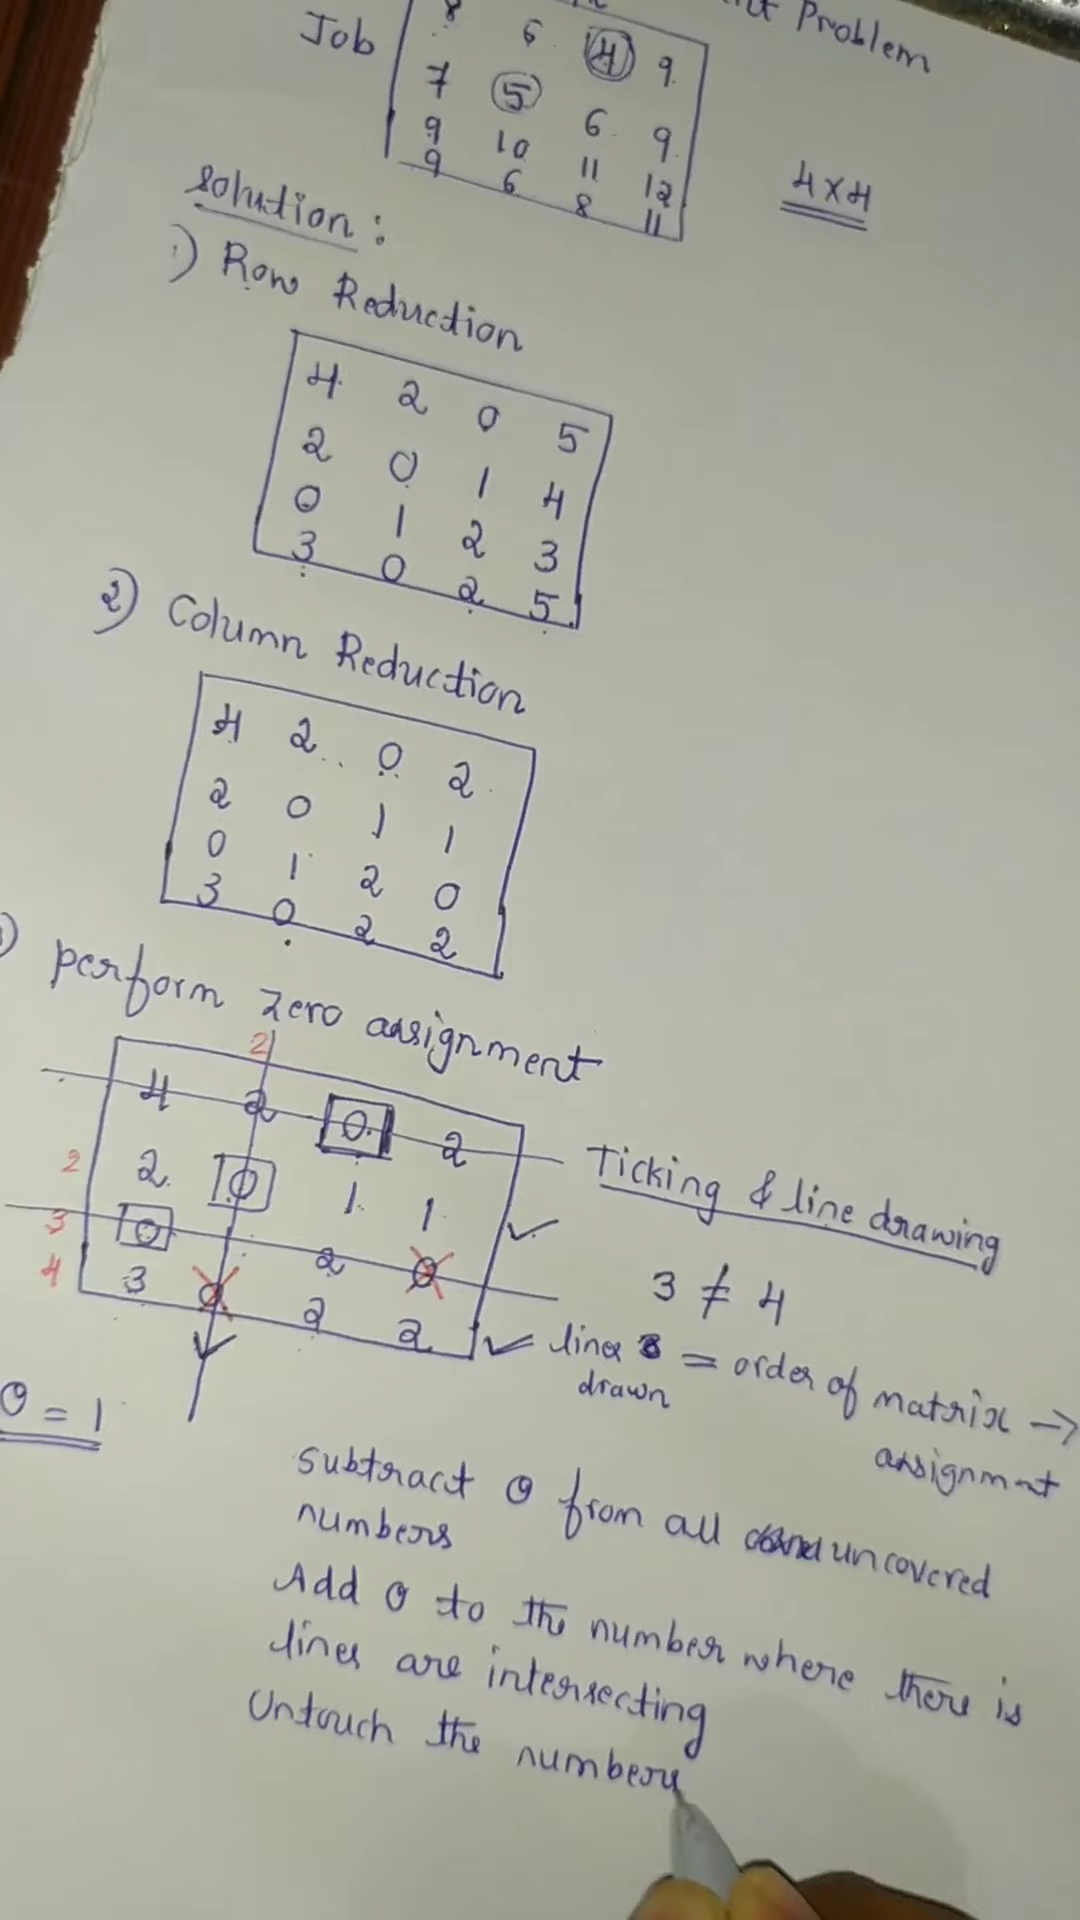 Problem
Job
8 6 4 9
7 5 6 9
9 10 11 12
9 6 8 11
4x4
Solution:
1) Row Reduction
4 2 0 5
2 0 1 4
0 1 2 3
3 0 2 5
2) Column Reduction
4 2 0 2
2 0 1 1
0 1 2 0
3 0 2 2
) perform zero assignment
2
4 2 0 2
2 2 0 1 1
3 0 2 0
4 3 0 2 2
Ticking & line drawing
3 ≠ 4
lines = order of matrix →
drawn
assignment
θ = 1
subtract θ from all uncovered
numbers
Add θ to the number where there is
lines are intersecting
Untouch the numbers